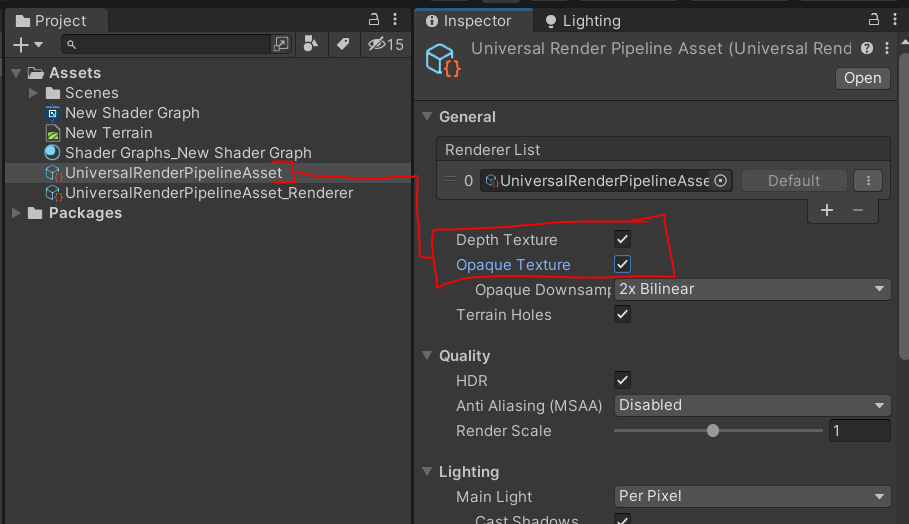 Project
15
Assets
Scenes
New Shader Graph
New Terrain
Shader Graphs_New Shader Graph
UniversalRenderPipelineAsset
UniversalRenderPipelineAsset_Renderer
Packages
Inspector
Lighting
Universal Render Pipeline Asset (Universal Rend
Open
General
Renderer List
0 UniversalRenderPipelineAsse Default
Depth Texture
Opaque Texture
Opaque Downsamp 2x Bilinear
Terrain Holes
Quality
HDR
Anti Aliasing (MSAA) Disabled
Render Scale 1
Lighting
Main Light Per Pixel
Cast Shadows